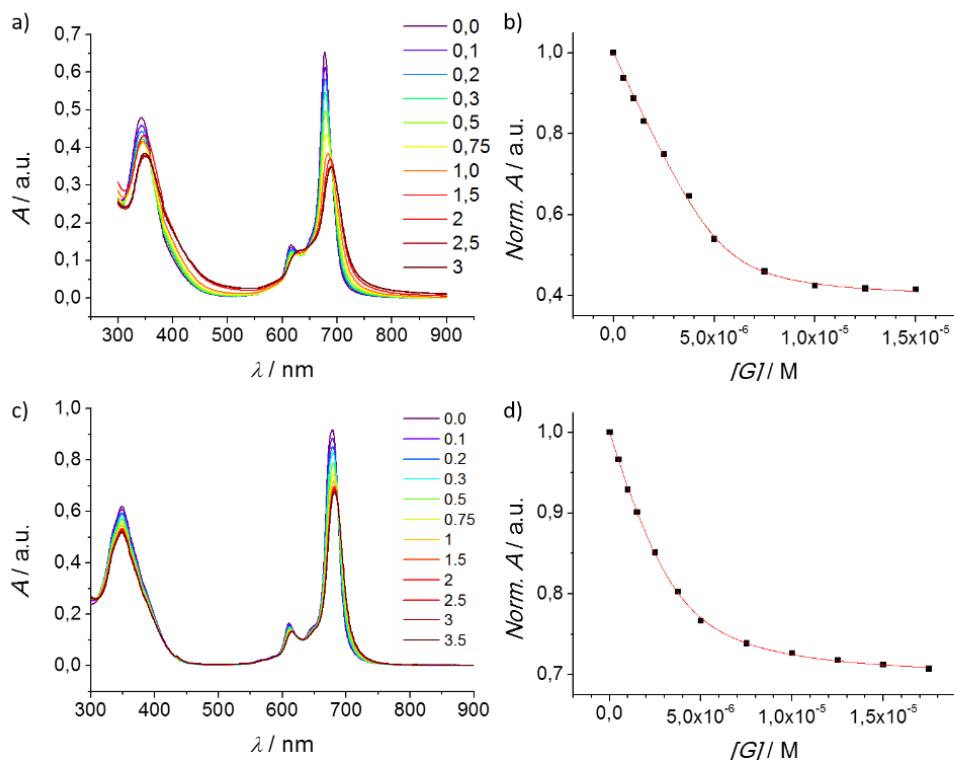 a)
0,7
0,6
0,5
0,4
0,3
0,2
0,1
0,0
A / a.u.
300 400 500 600 700 800 900
λ / nm
0,0
0,1
0,2
0,3
0,5
0,75
1,0
1,5
2
2,5
3
b)
1,0
0,8
0,6
0,4
Norm. A / a.u.
0,0 5,0x10⁻⁶ 1,0x10⁻⁵ 1,5x10⁻⁵
[G] / M
c)
1,0
0,8
0,6
0,4
0,2
0,0
A / a.u.
300 400 500 600 700 800 900
λ / nm
0.0
0.1
0.2
0.3
0.5
0.75
1
1.5
2
2.5
3
3.5
d)
1,0
0,9
0,8
0,7
Norm. A / a.u.
0,0 5,0x10⁻⁶ 1,0x10⁻⁵ 1,5x10⁻⁵
[G] / M